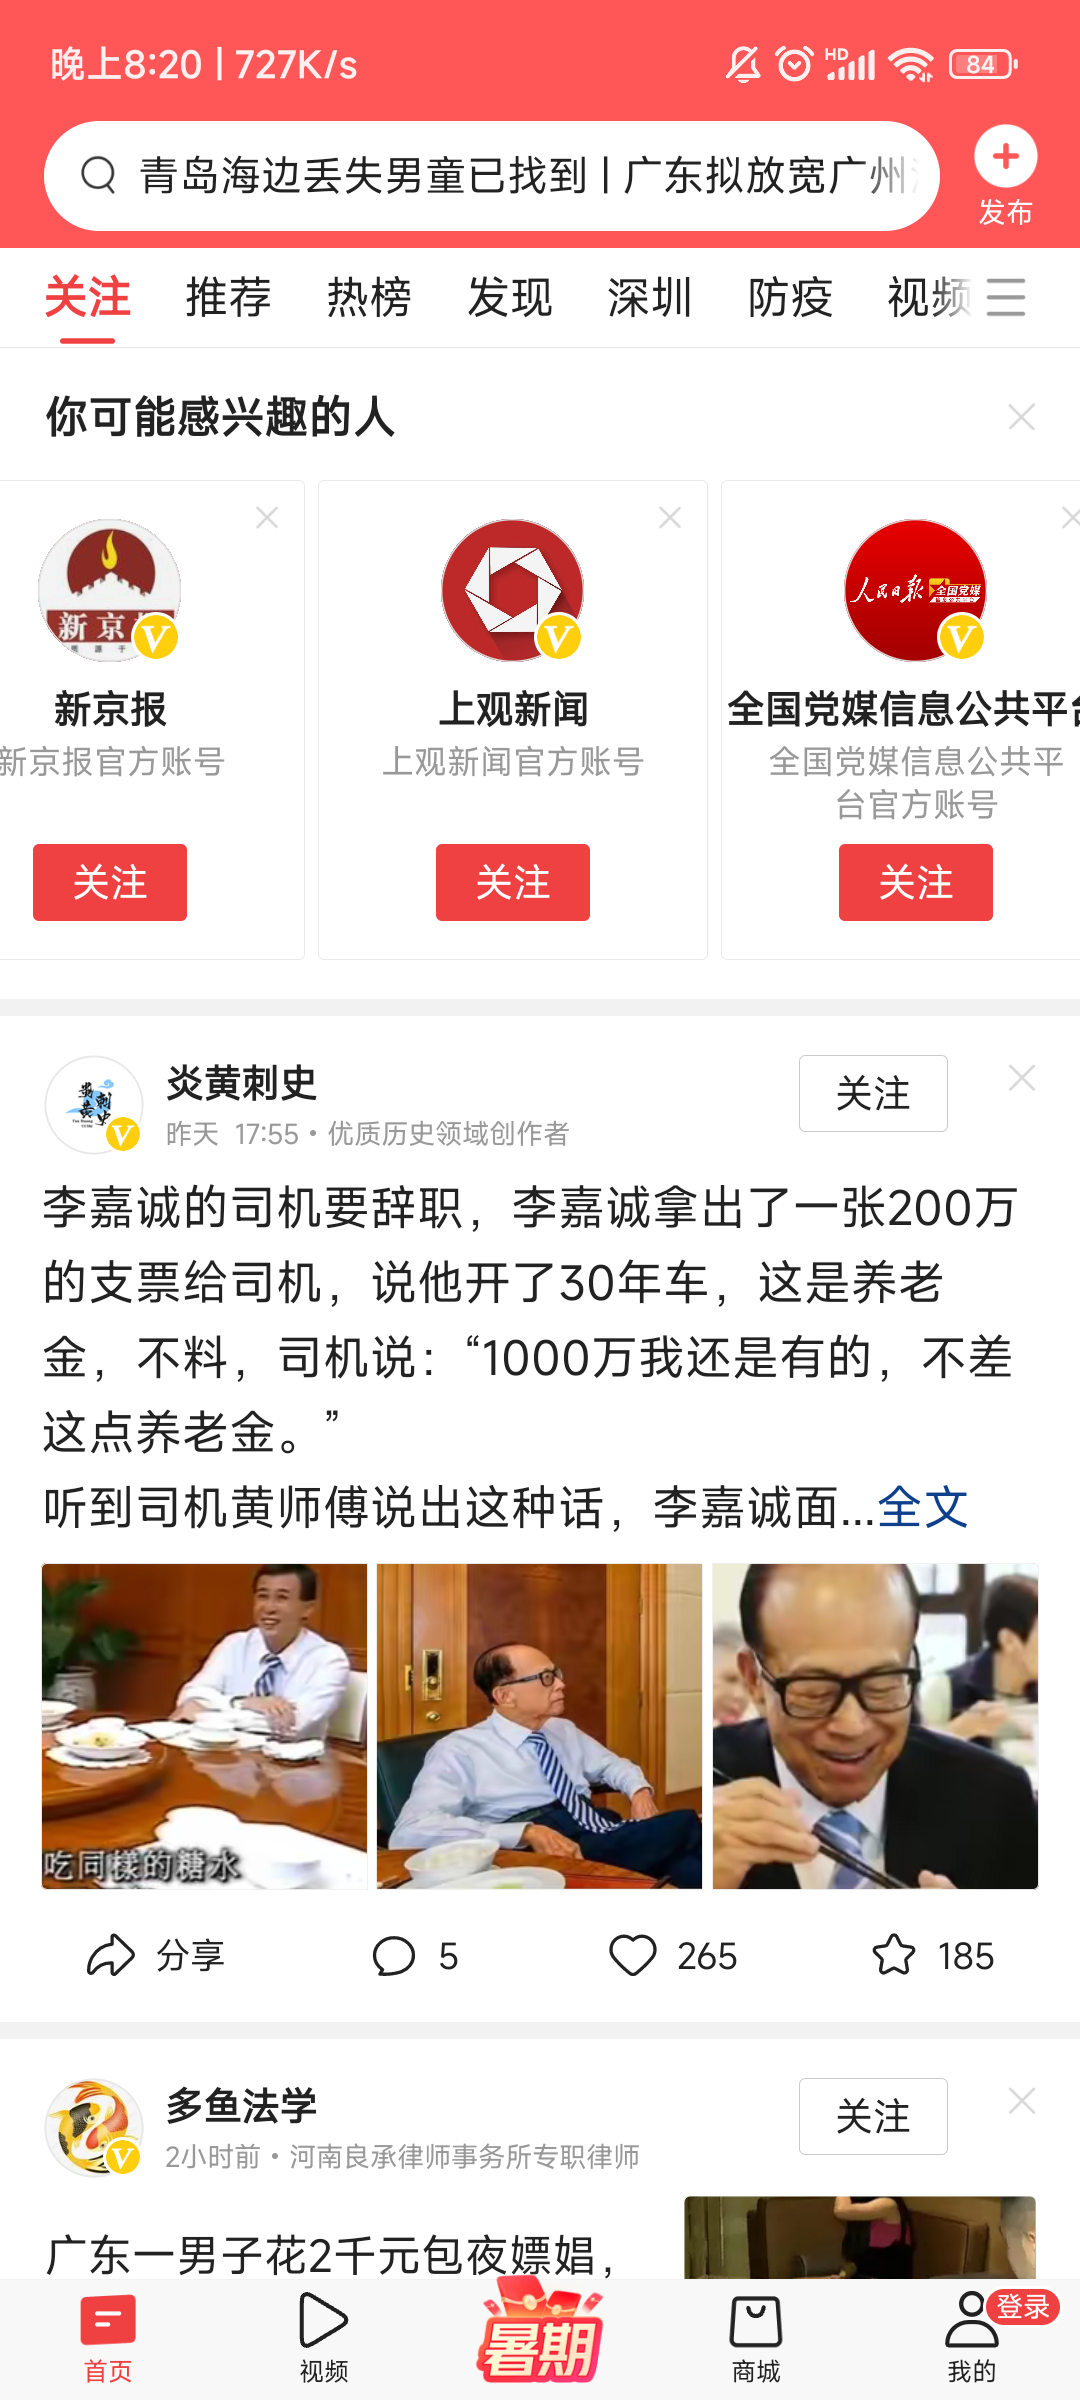 晚上8:20 | 727K/s
HD
84
青岛海边丢失男童已找到 | 广东拟放宽广州
发布
关注 推荐 热榜 发现 深圳 防疫 视频
你可能感兴趣的人
新京报
新京报官方账号
关注
上观新闻
上观新闻官方账号
关注
人民日报 全国党媒
全国党媒信息公共平台
全国党媒信息公共平
台官方账号
关注
炎黄刺史
昨天 17:55 · 优质历史领域创作者
关注
李嘉诚的司机要辞职，李嘉诚拿出了一张200万
的支票给司机，说他开了30年车，这是养老
金，不料，司机说：“1000万我还是有的，不差
这点养老金。”
听到司机黄师傅说出这种话，李嘉诚面...全文
吃同樣的糖水
分享 5 265 185
多鱼法学
2小时前 · 河南良承律师事务所专职律师
关注
广东一男子花2千元包夜嫖娼，
首页
视频
暑期
商城
登录
我的